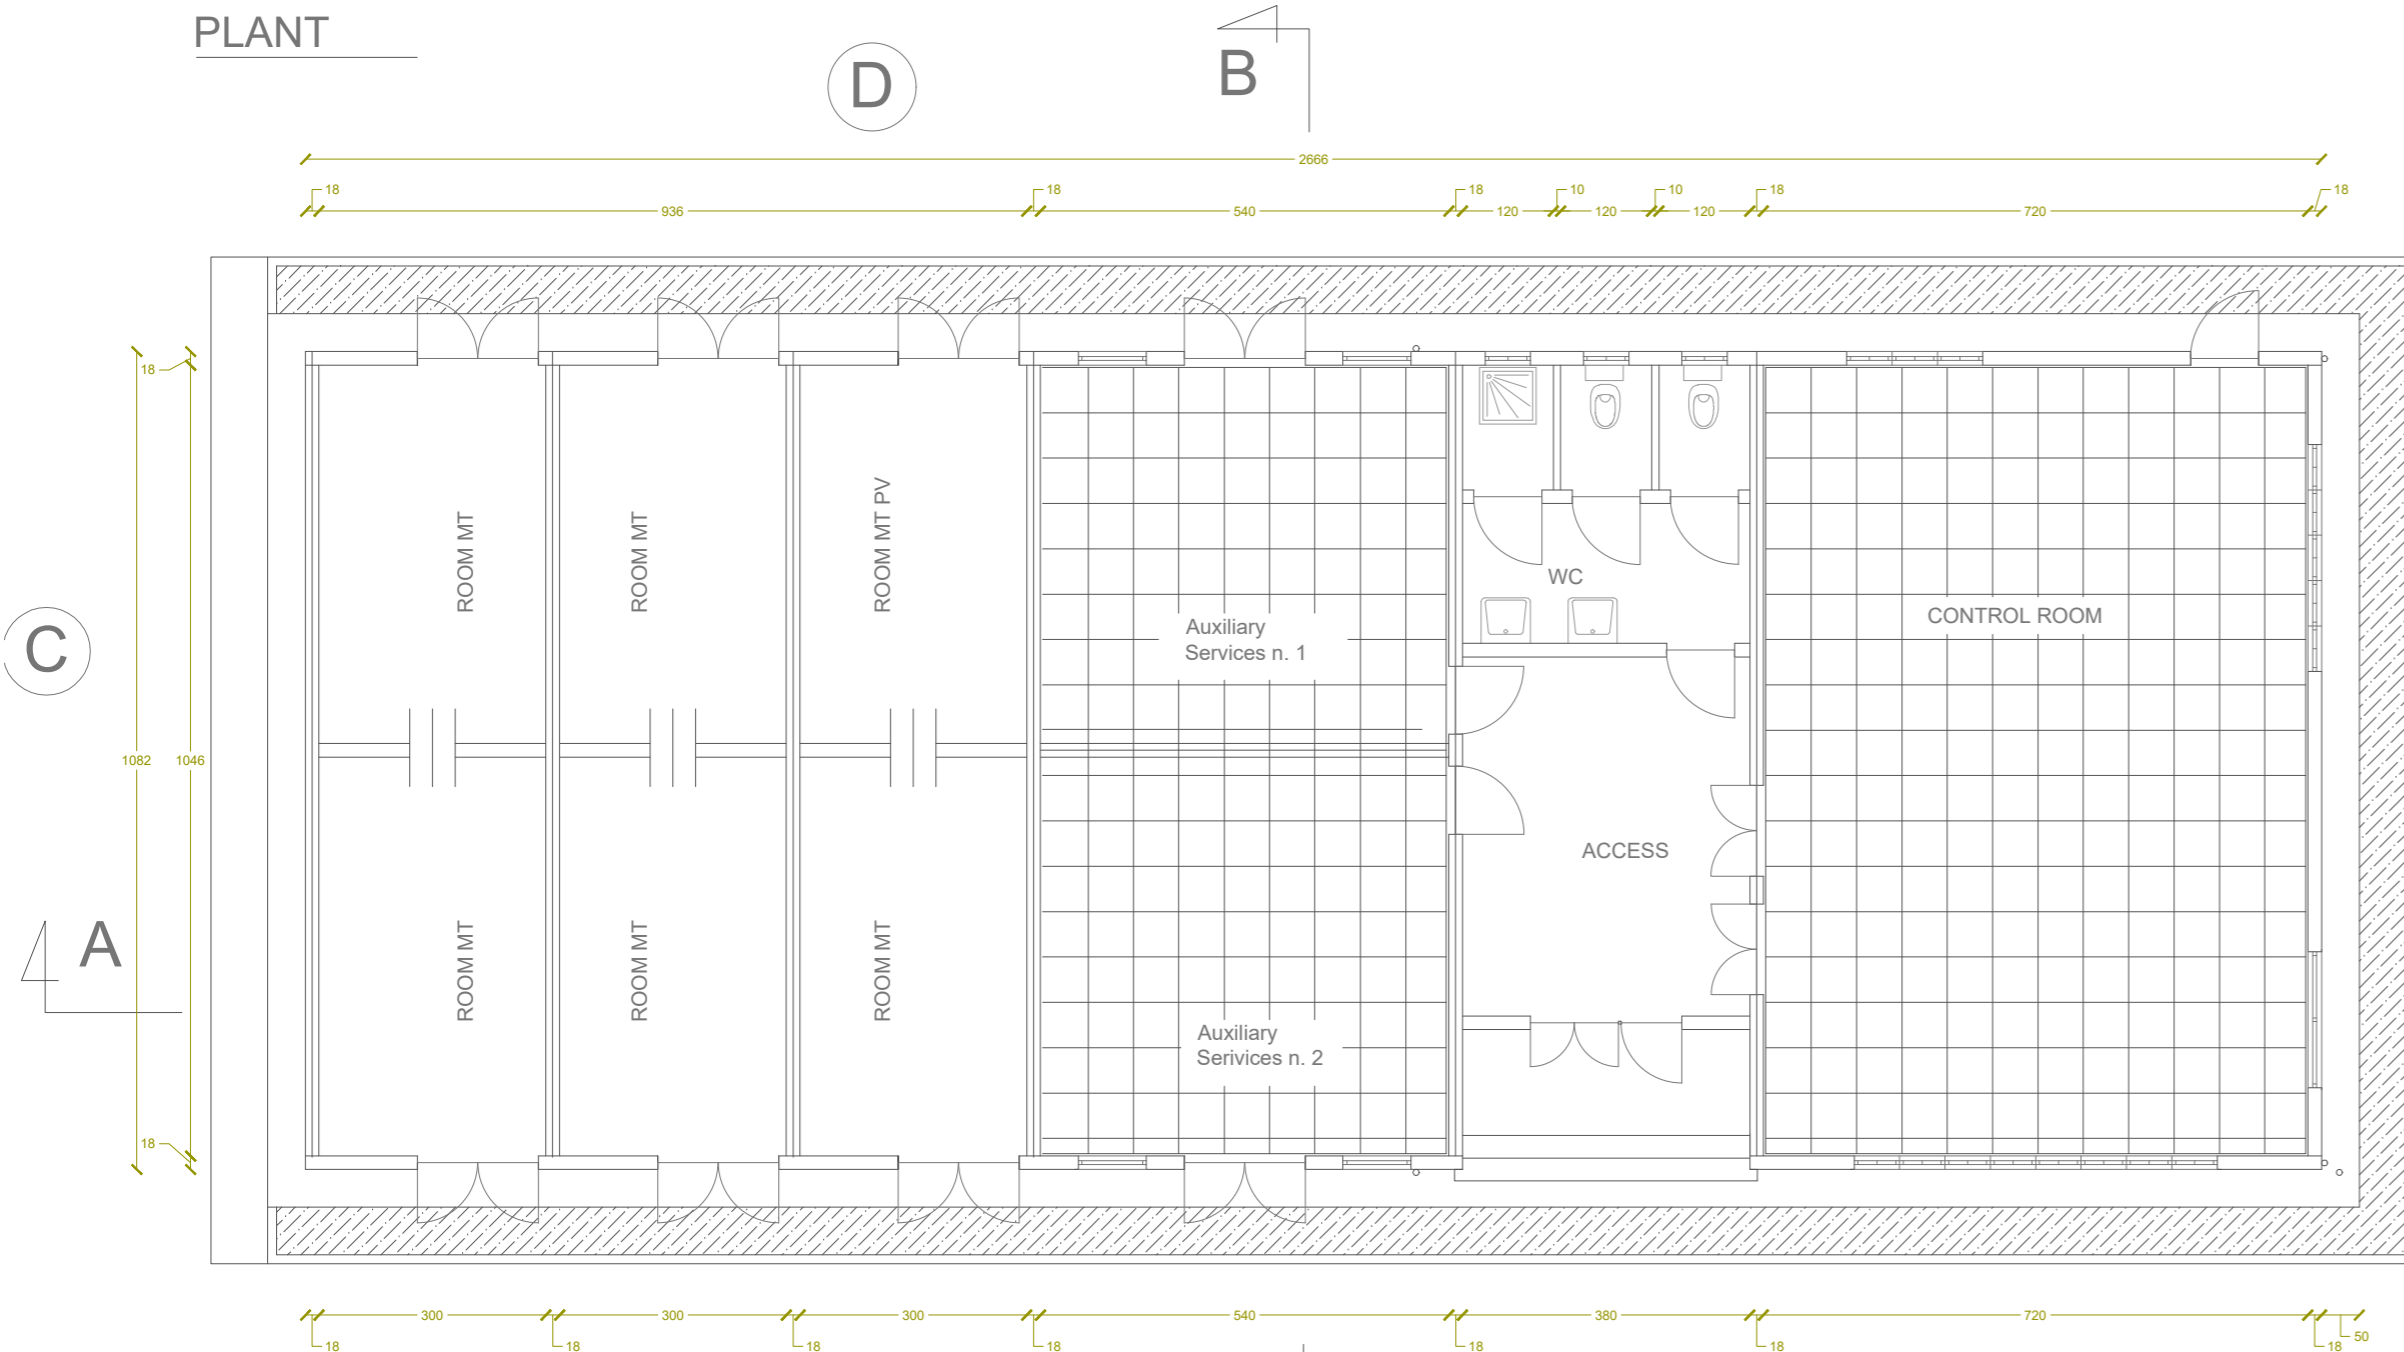 PLANT
D
B
2666
18
18
18
10
10
18
18
936
540
120
120
120
720
18
ROOM MT
ROOM MT
ROOM MT PV
WC
CONTROL ROOM
Auxiliary
Services n. 1
C
1082
1046
ACCESS
A
ROOM MT
ROOM MT
ROOM MT
Auxiliary
Serivices n. 2
18
300
300
300
540
380
720
50
18
18
18
18
18
18
18